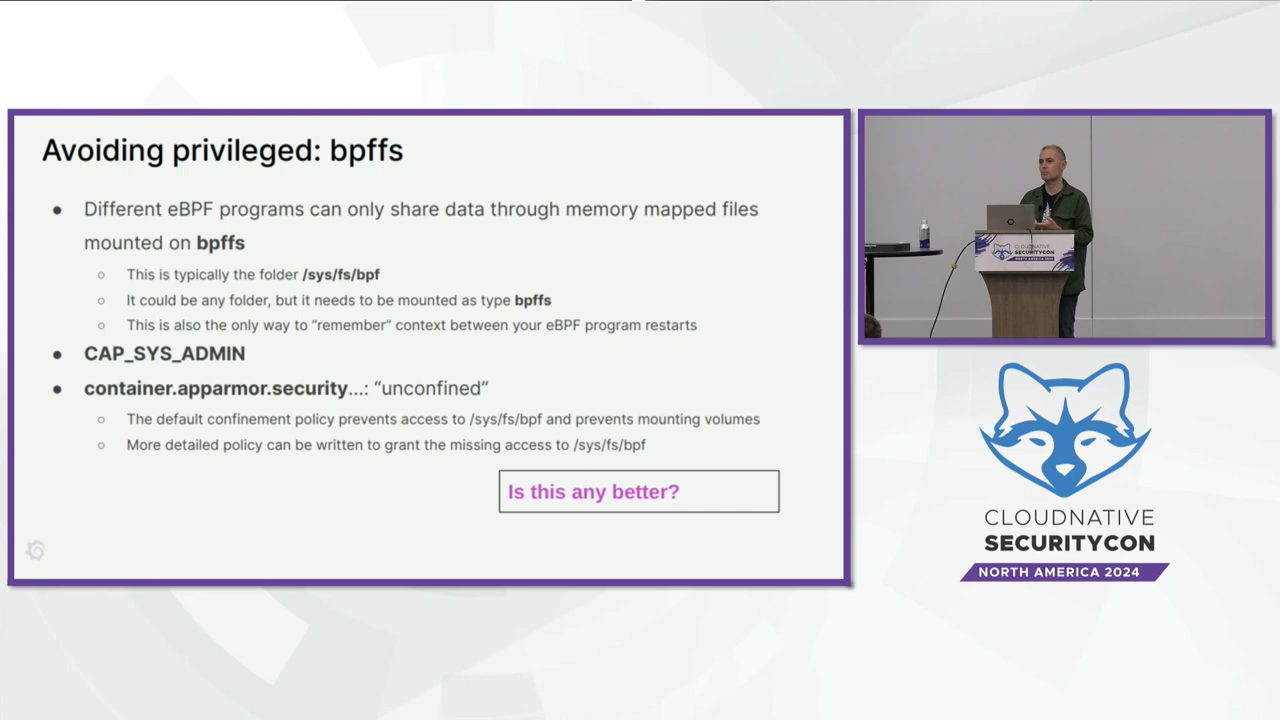 Avoiding privileged: bpffs
● Different eBPF programs can only share data through memory mapped files
mounted on bpffs
○ This is typically the folder /sys/fs/bpf
○ It could be any folder, but it needs to be mounted as type bpffs
○ This is also the only way to “remember” context between your eBPF program restarts
● CAP_SYS_ADMIN
● container.apparmor.security...: “unconfined”
○ The default confinement policy prevents access to /sys/fs/bpf and prevents mounting volumes
○ More detailed policy can be written to grant the missing access to /sys/fs/bpf
Is this any better?
CLOUDNATIVE
SECURITYCON
NORTH AMERICA 2024
CLOUDNATIVE
SECURITYCON